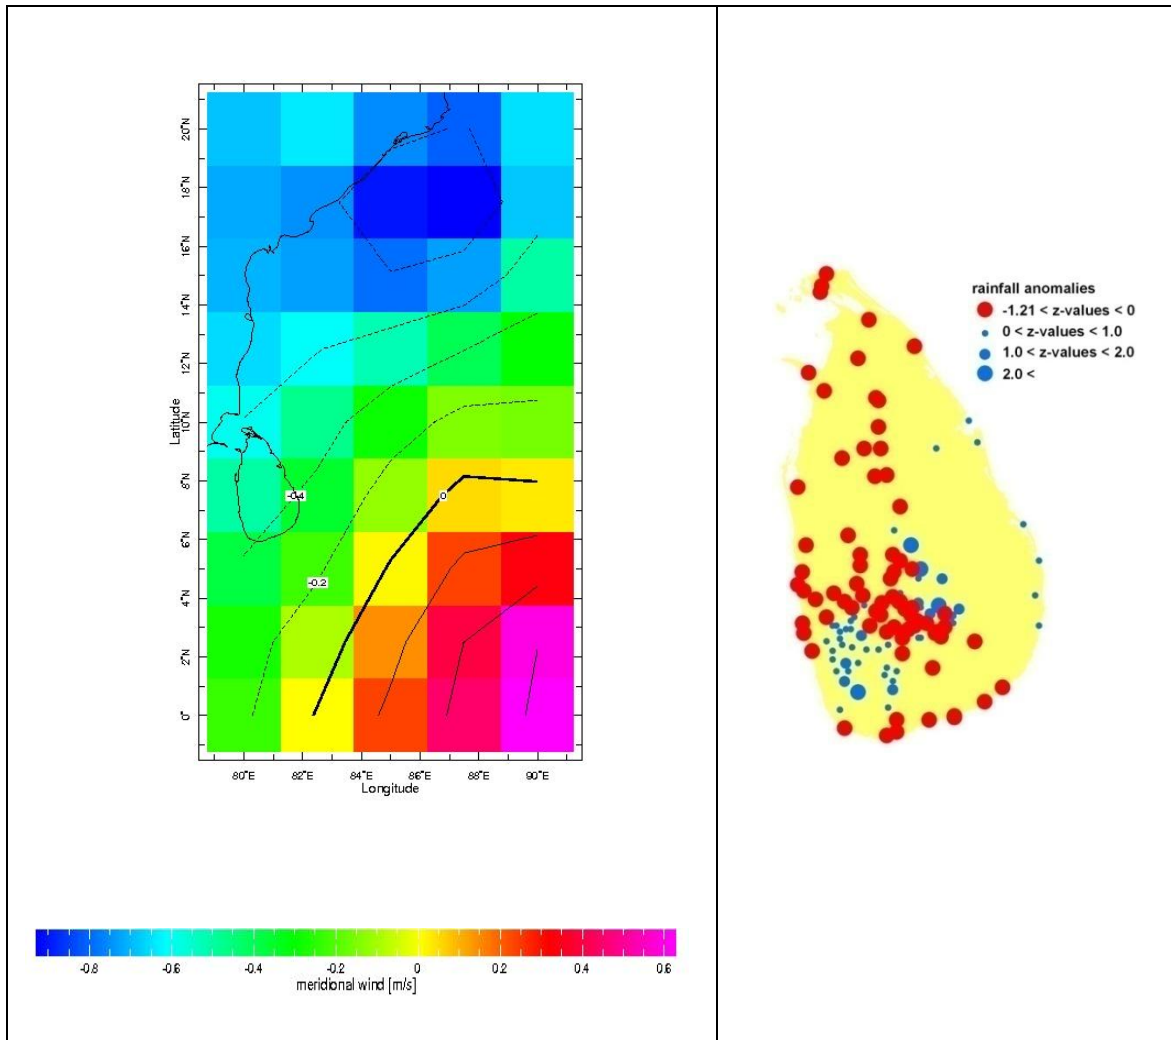 20°N
18°N
16°N
14°N
12°N
10°N
8°N
6°N
4°N
2°N
0°
Latitude
-0.4
0
-0.2
80°E 82°E 84°E 86°E 88°E 90°E
Longitude
-0.8 -0.6 -0.4 -0.2 0 0.2 0.4 0.6
meridional wind [m/s]
rainfall anomalies
-1.21 < z-values < 0
0 < z-values < 1.0
1.0 < z-values < 2.0
2.0 <